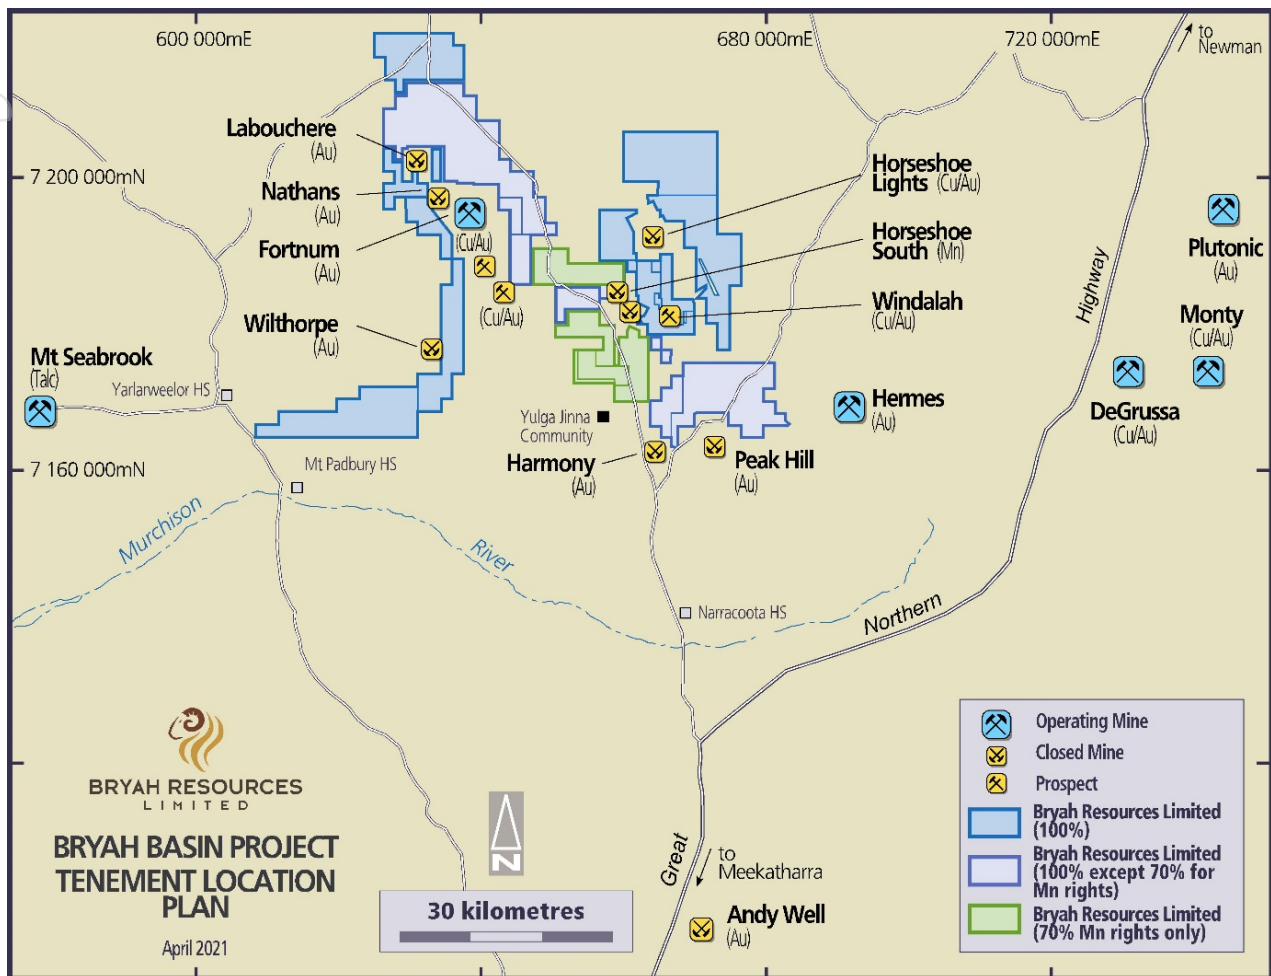 600 000mE
680 000mE
720 000mE
to
Newman
Labouchere
(Au)
7 200 000mN
Nathans
(Au)
Fortnum
(Au)
(Cu/Au)
(Cu/Au)
Wilthorpe
(Au)
Horseshoe
Lights (Cu/Au)
Horseshoe
South (Mn)
Windalah
(Cu/Au)
Plutonic
(Au)
Monty
(Cu/Au)
DeGrussa
(Cu/Au)
Highway
Mt Seabrook
(Talc)
Yarlarweelor HS
Hermes
(Au)
Yulga Jinna
Community
Harmony
(Au)
Peak Hill
(Au)
7 160 000mN
Mt Padbury HS
Murchison
River
Narracoota HS
Northern
Great
to
Meekatharra
Andy Well
(Au)
BRYAH RESOURCES
LIMITED
BRYAH BASIN PROJECT
TENEMENT LOCATION
PLAN
April 2021
N
30 kilometres
Operating Mine
Closed Mine
Prospect
Bryah Resources Limited
(100%)
Bryah Resources Limited
(100% except 70% for
Mn rights)
Bryah Resources Limited
(70% Mn rights only)